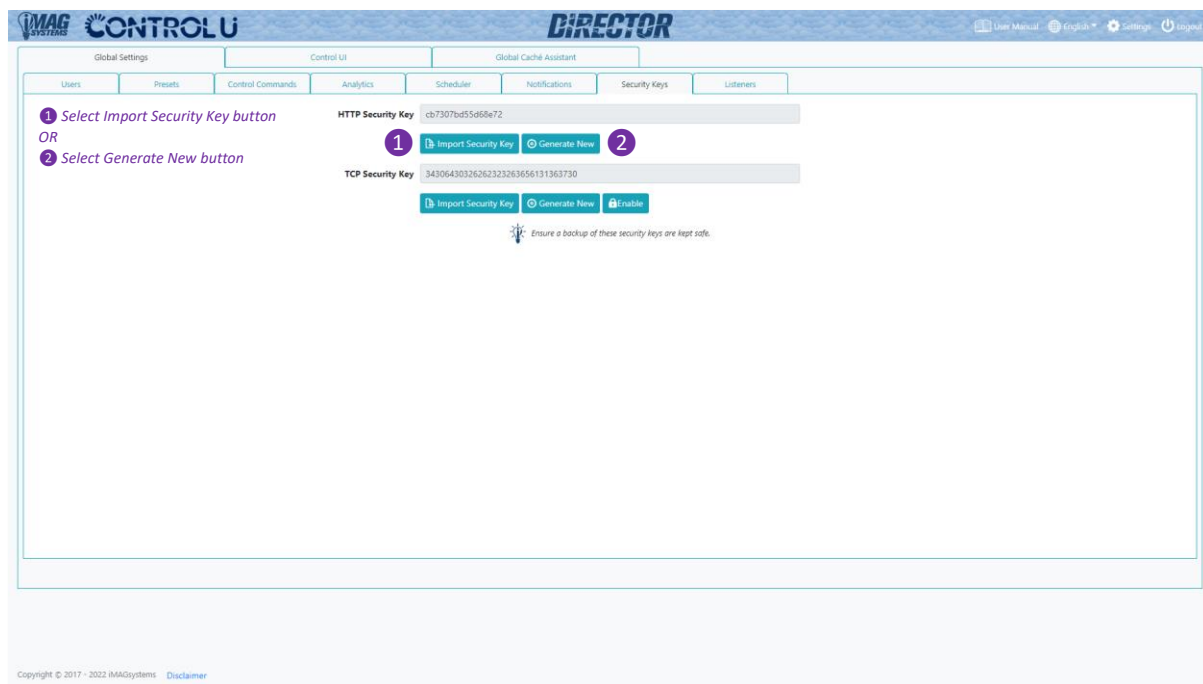 iMAG SYSTEMS CONTROLU DiRECTOR User Manual English Settings Logout
Global Settings Control UI Global Caché Assistant
Users Presets Control Commands Analytics Scheduler Notifications Security Keys Listeners
1 Select Import Security Key button
OR
2 Select Generate New button
HTTP Security Key cb7307bd55d68e72
1 Import Security Key Generate New 2
TCP Security Key
Import Security Key Generate New Enable
Ensure a backup of these security keys are kept safe.
Copyright © 2017 - 2022 iMAGsystems Disclaimer